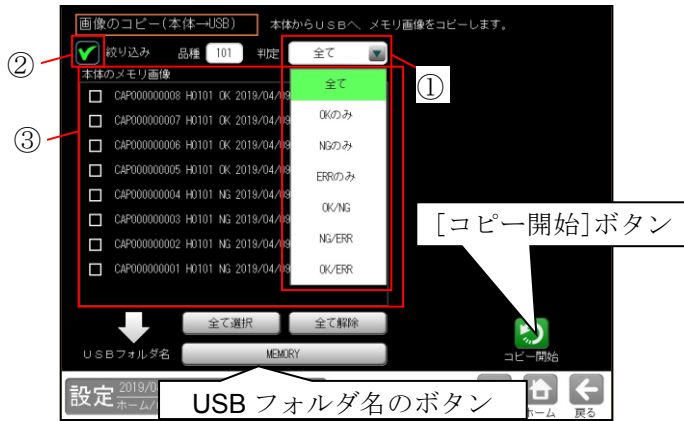 画像のコピー(本体→USB) 本体からUSBへ、メモリ画像をコピーします。
絞り込み 品種 101 判定 全て
①
②
本体のメモリ画像
全て
OKのみ
NGのみ
ERRのみ
OK/NG
NG/ERR
OK/ERR
③
CAP000000008 H0101 OK 2019/04/09
CAP000000007 H0101 OK 2019/04/09
CAP000000006 H0101 OK 2019/04/09
CAP000000005 H0101 OK 2019/04/09
CAP000000004 H0101 NG 2019/04/09
CAP000000003 H0101 NG 2019/04/09
CAP000000002 H0101 NG 2019/04/09
CAP000000001 H0101 NG 2019/04/09
[コピー開始]ボタン
全て選択 全て解除
USBフォルダ名 MEMORY
コピー開始
設定 2019/0
ホーム/
USB フォルダ名のボタン
ホーム 戻る